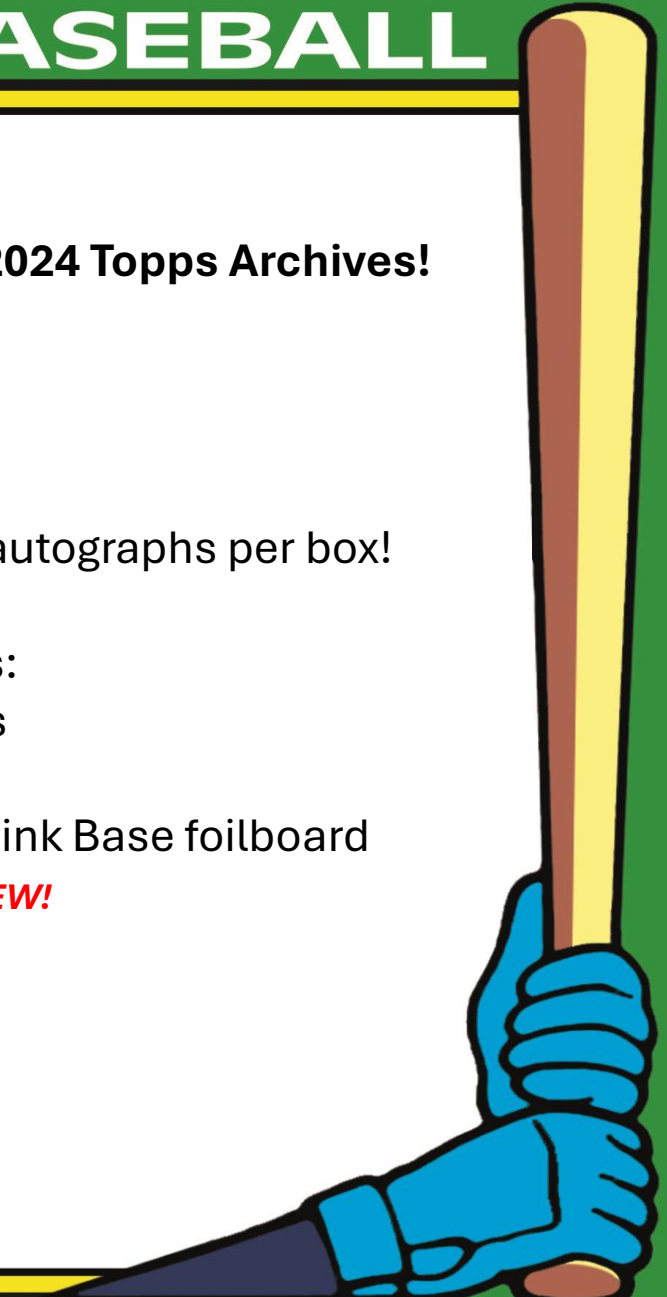 ASEBALL
2024 Topps Archives!
autographs per box!
s:
s
ink Base foilboard
EW!